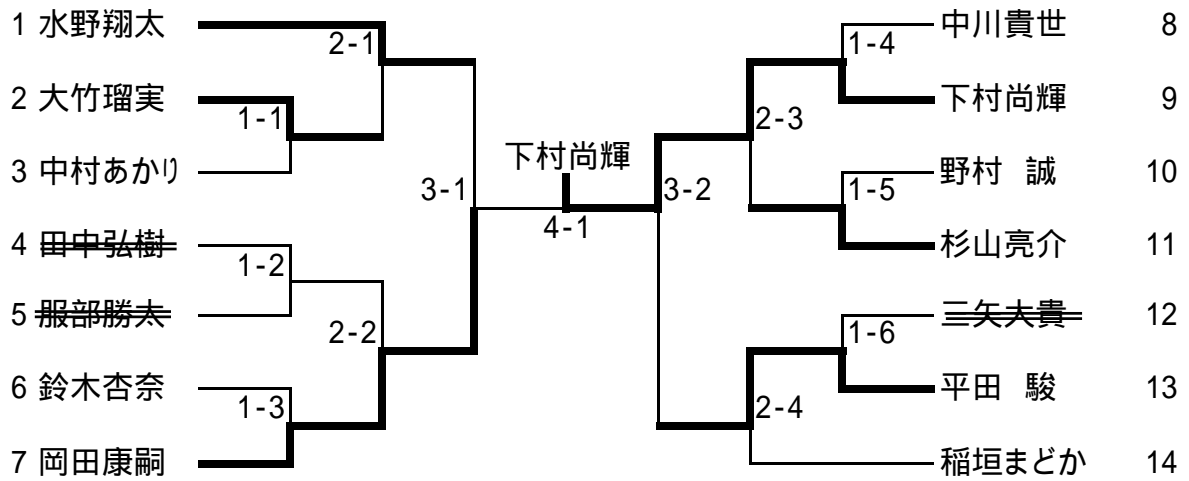 1 水野翔太
2 大竹瑠実
3 中村あかり
4 田中弘樹
5 服部勝太
6 鈴木杏奈
7 岡田康嗣
2-1
1-1
3-1
1-2
2-2
1-3
下村尚輝
4-1
1-4
2-3
3-2
1-5
1-6
2-4
中川貴世 8
下村尚輝 9
野村 誠 10
杉山亮介 11
三矢大貴 12
平田 駿 13
稲垣まどか 14